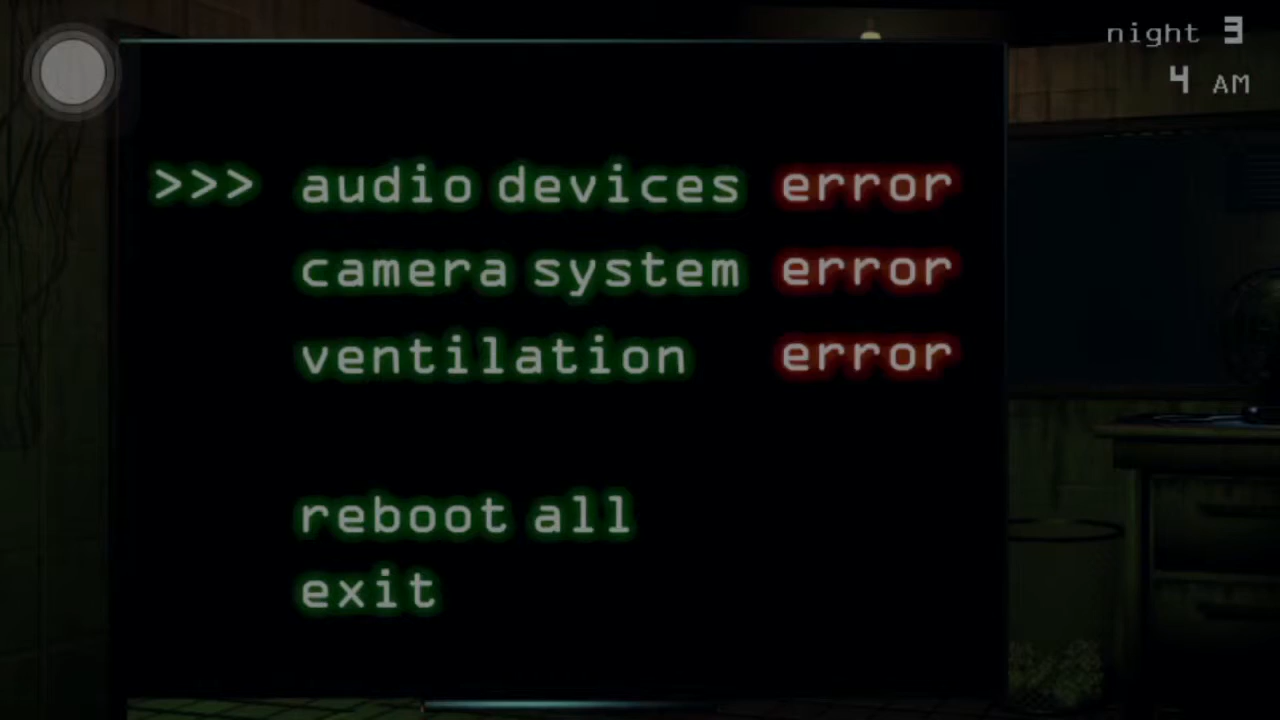 night 3
4 AM
>>> audio devices error
camera system error
ventilation error
reboot all
exit